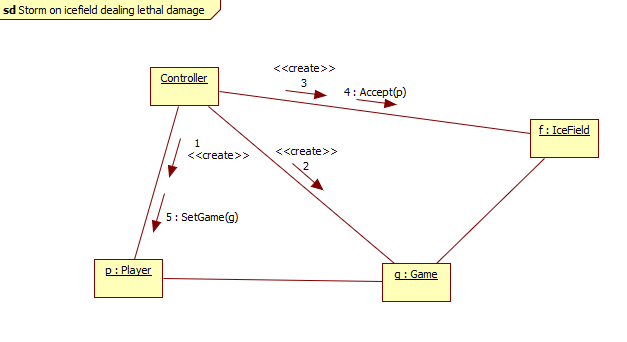 sd Storm on icefield dealing lethal damage
<<create>>
3
Controller
4 : Accept(p)
f : IceField
1
<<create>>
<<create>>
2
5 : SetGame(g)
p : Player
g : Game